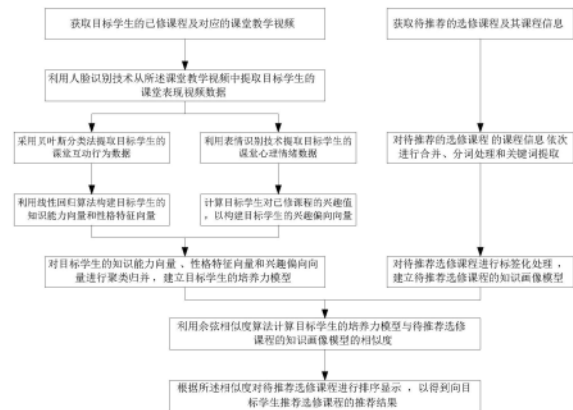 获取目标学生的已修课程及对应的课堂教学视频
获取待推荐的选修课程及其课程信息
利用人脸识别技术从所述课堂教学视频中提取目标学生的
课堂表现视频数据
采用贝叶斯分类法提取目标学生的
课堂互动行为数据
利用表情识别技术提取目标学生的
课堂心理情绪数据
对待推荐的选修课程 的课程信息 依次
进行合并、分词处理和关键词提取
利用线性回归算法构建目标学生的
知识能力向量和性格特征向量
计算目标学生对已修课程的兴趣值
,以构建目标学生的兴趣偏向向量
对目标学生的知识能力向量 、性格特征向量和兴趣偏向向
量进行聚类归并 , 建立目标学生的培养力模型
对待推荐选修课程进行标签化处理 ,
建立待推荐选修课程的知识画像模型
利用余弦相似度算法计算目标学生的培养力模型与待推荐选修
课程的知识画像模型的相似度
根据所述相似度对待推荐选修课程进行排序显示 , 以得到向目
标学生推荐选修课程的推荐结果